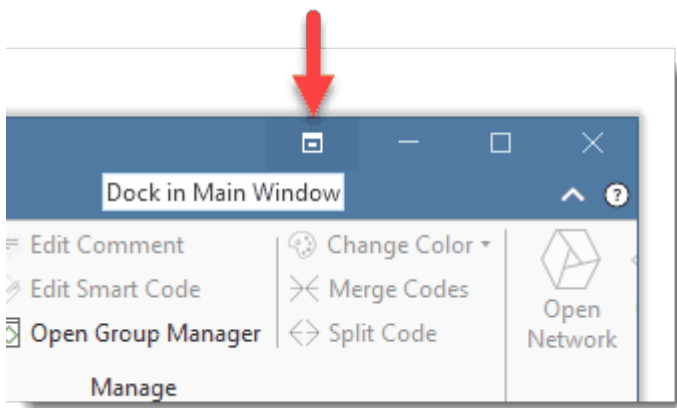 Dock in Main Window
?
Edit Comment
Change Color
Edit Smart Code
Merge Codes
Open Group Manager
Split Code
Open
Network
Manage